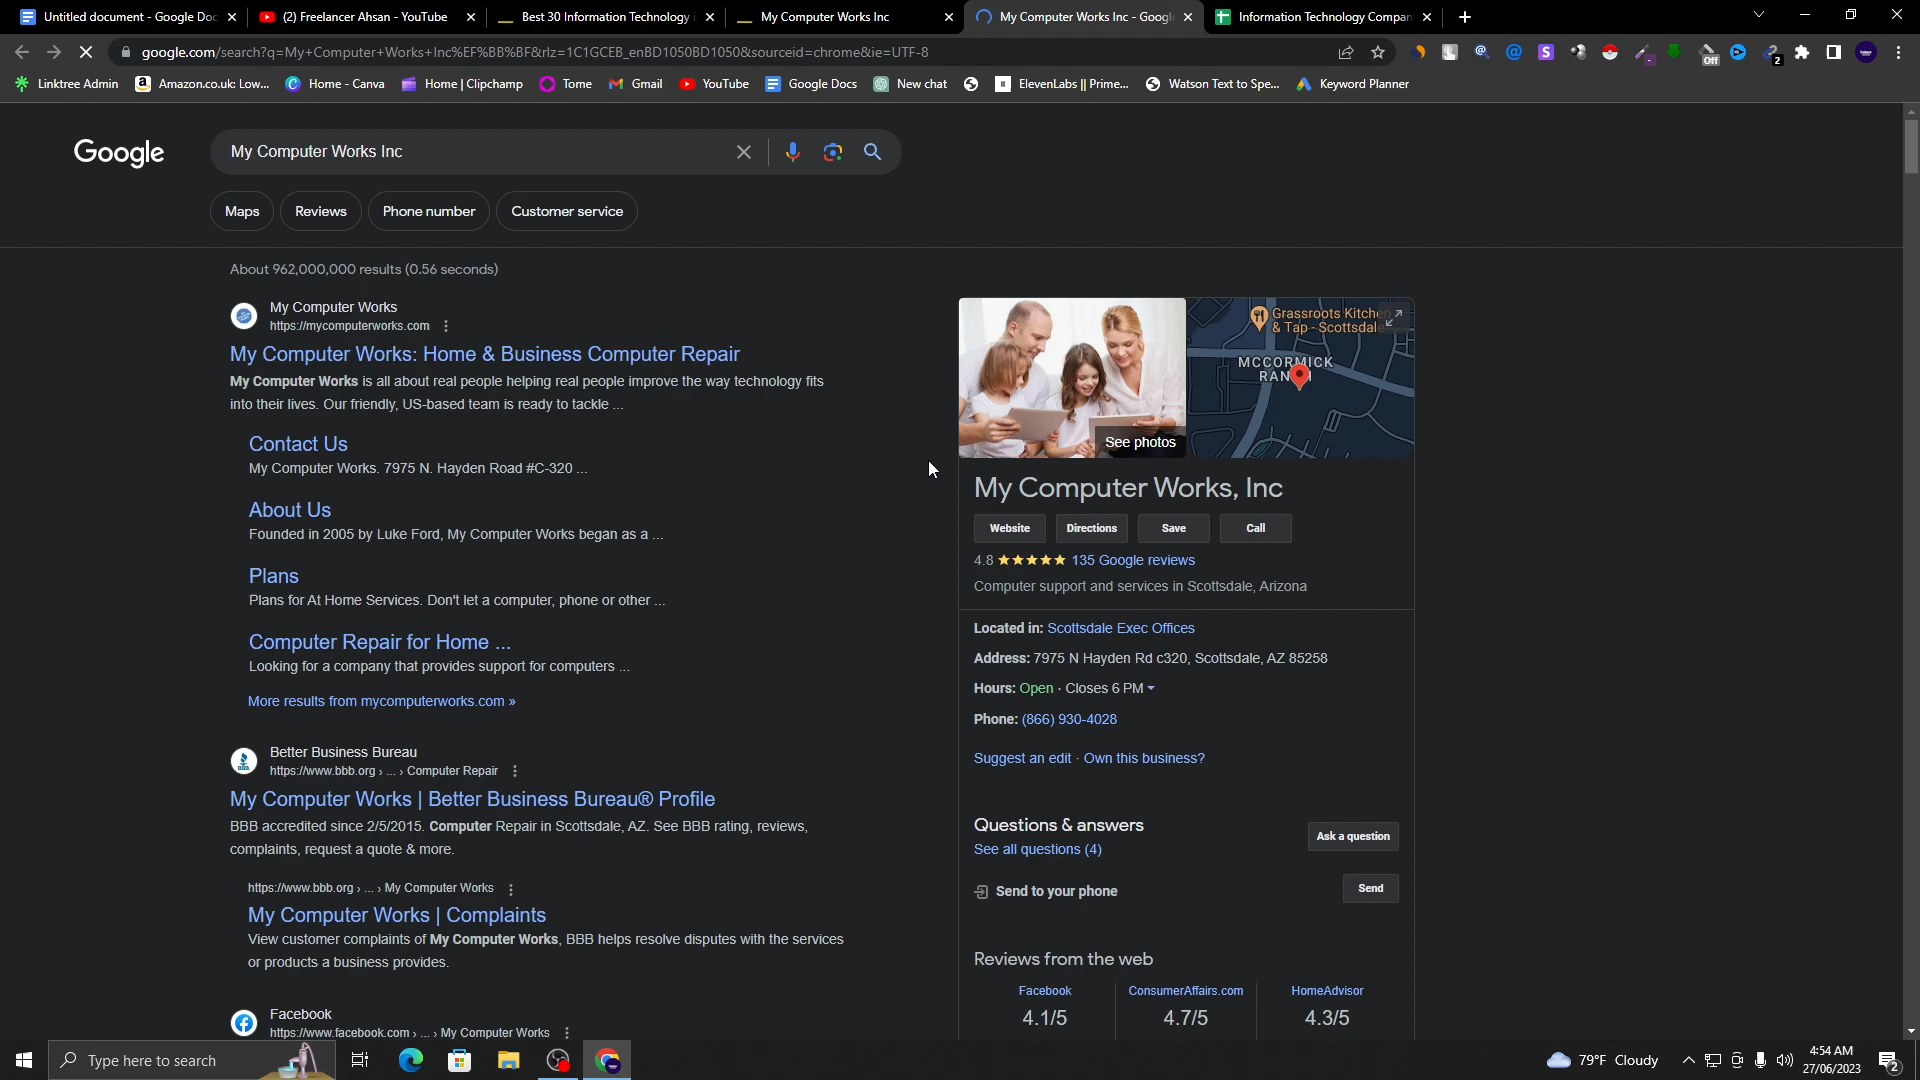 Untitled document - Google Doc
(2) Freelancer Ahsan - YouTube
Best 30 Information Technology i
My Computer Works Inc
My Computer Works Inc - Googl
Information Technology Compan
google.com/search?q=My+Computer+Works+Inc%EF%BB%BF&rlz=1C1GCEB_enBD1050BD1050&sourceid=chrome&ie=UTF-8
Off
2
Linktree Admin
Amazon.co.uk: Low...
Home - Canva
Home | Clipchamp
Tome
Gmail
YouTube
Google Docs
New chat
ElevenLabs || Prime...
Watson Text to Spe...
Keyword Planner
Google
My Computer Works Inc
Maps
Reviews
Phone number
Customer service
About 962,000,000 results (0.56 seconds)
My Computer Works
https://mycomputerworks.com
My Computer Works: Home & Business Computer Repair
My Computer Works is all about real people helping real people improve the way technology fits
into their lives. Our friendly, US-based team is ready to tackle ...
Contact Us
My Computer Works. 7975 N. Hayden Road #C-320 ...
About Us
Founded in 2005 by Luke Ford, My Computer Works began as a ...
Plans
Plans for At Home Services. Don't let a computer, phone or other ...
Computer Repair for Home ...
Looking for a company that provides support for computers ...
More results from mycomputerworks.com »
Better Business Bureau
https://www.bbb.org › ... › Computer Repair
My Computer Works | Better Business Bureau® Profile
BBB accredited since 2/5/2015. Computer Repair in Scottsdale, AZ. See BBB rating, reviews,
complaints, request a quote & more.
https://www.bbb.org › ... › My Computer Works
My Computer Works | Complaints
View customer complaints of My Computer Works, BBB helps resolve disputes with the services
or products a business provides.
Facebook
https://www.facebook.com › ... › My Computer Works
See photos
Grassroots Kitchen
& Tap - Scottsdale
MCCORMICK
RAN
My Computer Works, Inc
Website
Directions
Save
Call
4.8 ★★★★★ 135 Google reviews
Computer support and services in Scottsdale, Arizona
Located in: Scottsdale Exec Offices
Address: 7975 N Hayden Rd c320, Scottsdale, AZ 85258
Hours: Open · Closes 6 PM
Phone: (866) 930-4028
Suggest an edit · Own this business?
Questions & answers
See all questions (4)
Ask a question
Send to your phone
Send
Reviews from the web
Facebook
4.1/5
ConsumerAffairs.com
4.7/5
HomeAdvisor
4.3/5
Type here to search
79°F Cloudy
4:54 AM
27/06/2023
2